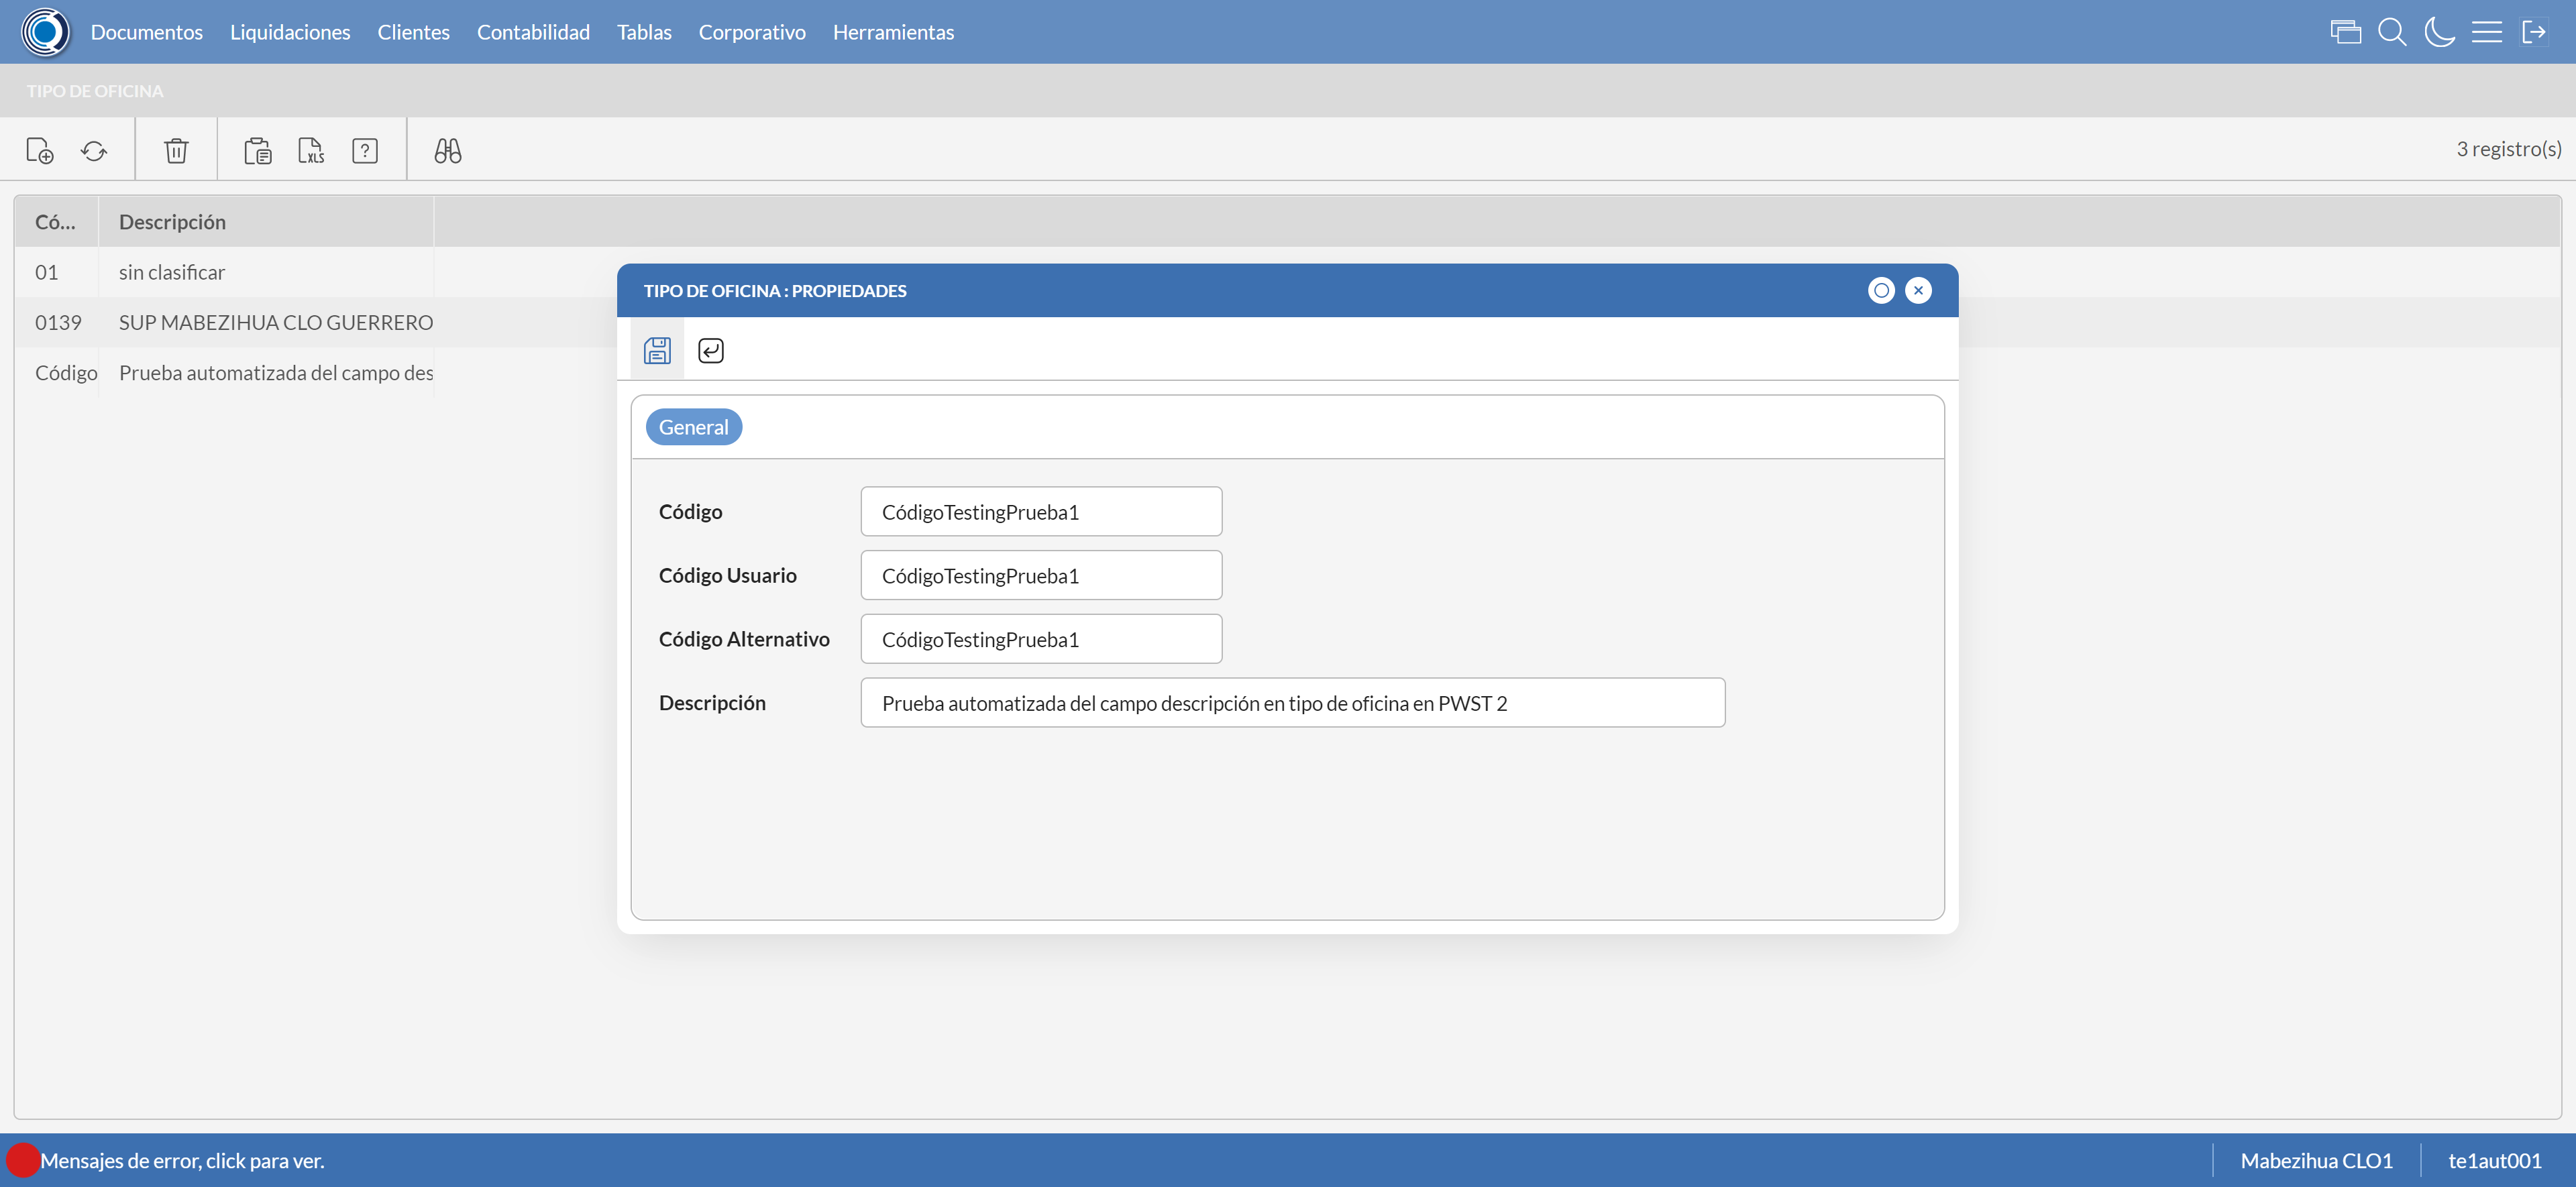 Documentos Liquidaciones Clientes Contabilidad Tablas Corporativo Herramientas
TIPO DE OFICINA
XLS ? 3 registro(s)
Có... Descripción
01 sin clasificar
0139 SUP MABEZIHUA CLO GUERRERO
Código Prueba automatizada del campo des
TIPO DE OFICINA : PROPIEDADES
General
Código CódigoTestingPrueba1
Código Usuario CódigoTestingPrueba1
Código Alternativo CódigoTestingPrueba1
Descripción Prueba automatizada del campo descripción en tipo de oficina en PWST 2
Mensajes de error, click para ver. Mabezihua CLO1 te1aut001